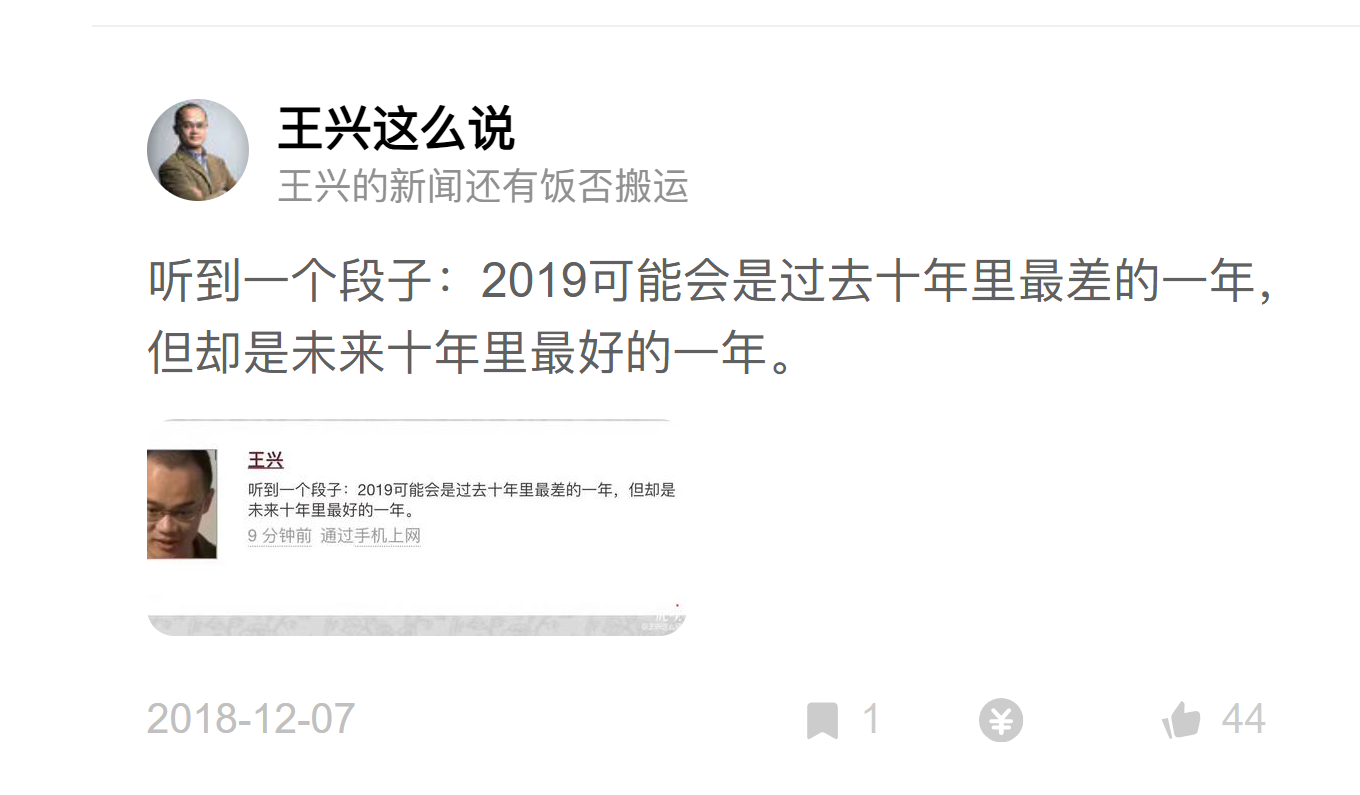 王兴这么说
王兴的新闻还有饭否搬运
听到一个段子：2019可能会是过去十年里最差的一年，
但却是未来十年里最好的一年。
王兴
听到一个段子：2019可能会是过去十年里最差的一年，但却是
未来十年里最好的一年。
9 分钟前 通过手机上网
2018-12-07
1
44